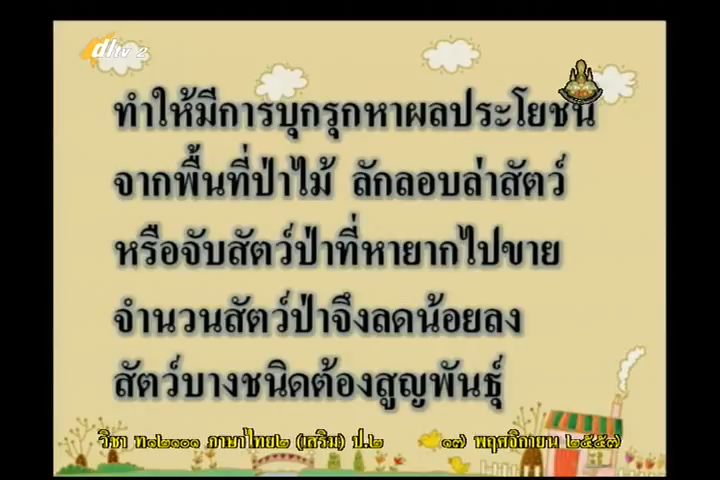 dltv 2
ทำให้มีการบุกรุกหาผลประโยชน์
จากพื้นที่ป่าไม้ ลักลอบล่าสัตว์
หรือจับสัตว์ป่าที่หายากไปขาย
จำนวนสัตว์ป่าจึงลดน้อยลง
สัตว์บางชนิดต้องสูญพันธุ์
วิชา ท๑๒๑๐๑ ภาษาไทย๒ (เสริม) ป.๒ ๑๗ พฤศจิกายน ๒๕๕๓